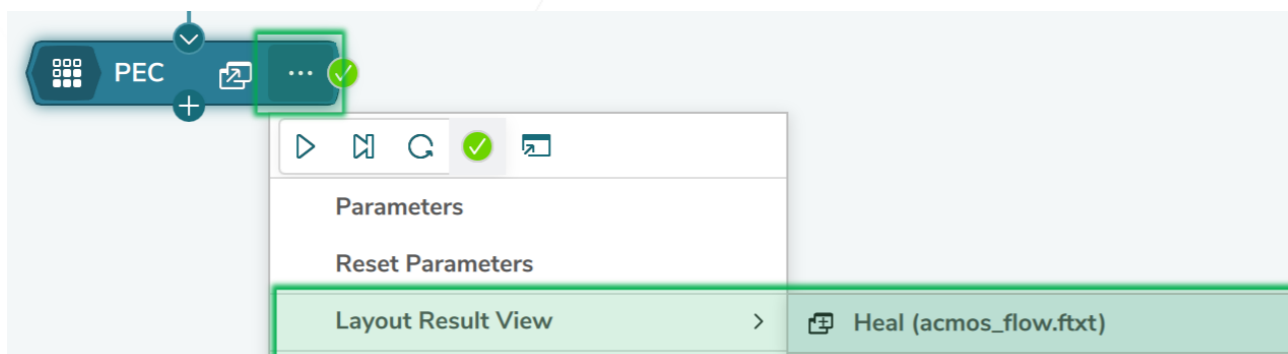 PEC
Parameters
Reset Parameters
Layout Result View
Heal (acmos_flow.ftxt)